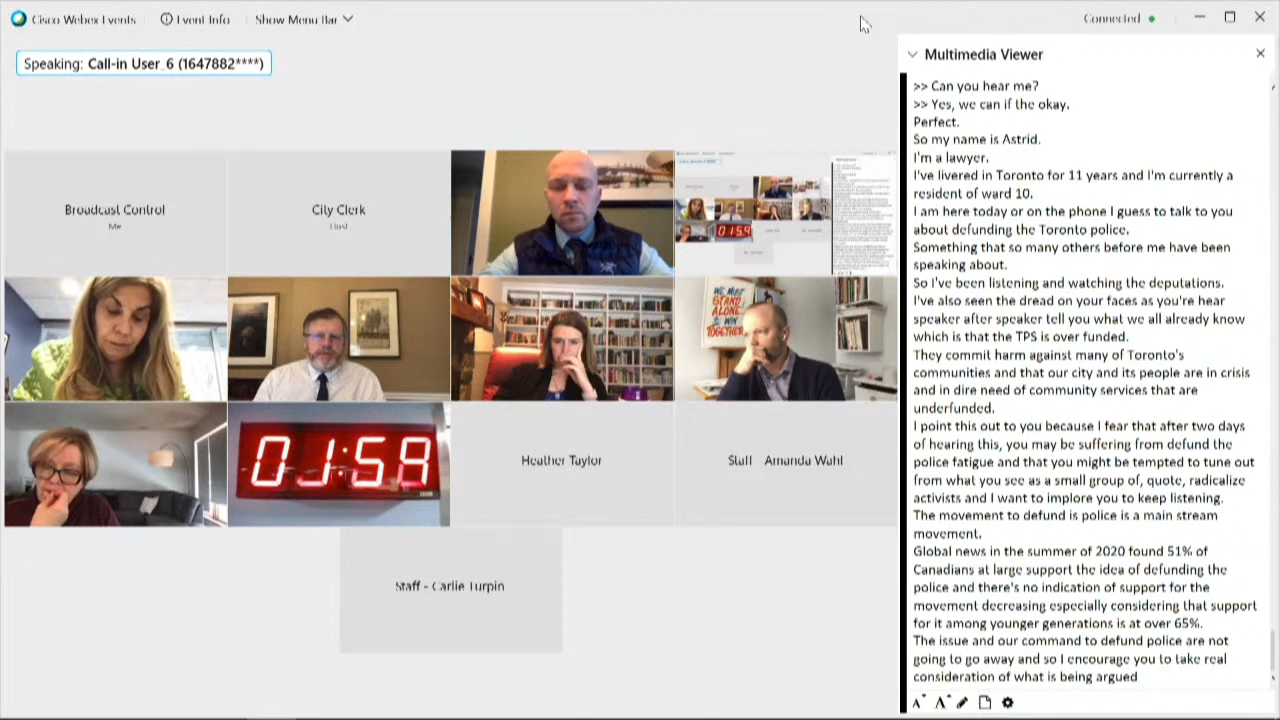 Cisco Webex Events
Event Info
Show Menu Bar
Connected
Speaking: Call-in User_6 (1647882****)
Multimedia Viewer
Broadcast Control
Me
City Clerk
Host
WE MUST
STAND
ALONE
WIN
TOGETHER
01:59
01:59
Heather Taylor
Staff Amanda Wahl
Staff - Carlie Turpin
>> Can you hear me?
>> Yes, we can if the okay.
Perfect.
So my name is Astrid.
I'm a lawyer.
I've livered in Toronto for 11 years and I'm currently a
resident of ward 10.
I am here today or on the phone I guess to talk to you
about defunding the Toronto police.
Something that so many others before me have been
speaking about.
So I've been listening and watching the deputations.
I've also seen the dread on your faces as you're hear
speaker after speaker tell you what we all already know
which is that the TPS is over funded.
They commit harm against many of Toronto's
communities and that our city and its people are in crisis
and in dire need of community services that are
underfunded.
I point this out to you because I fear that after two days
of hearing this, you may be suffering from defund the
police fatigue and that you might be tempted to tune out
from what you see as a small group of, quote, radicalize
activists and I want to implore you to keep listening.
The movement to defund is police is a main stream
movement.
Global news in the summer of 2020 found 51% of
Canadians at large support the idea of defunding the
police and there's no indication of support for the
movement decreasing especially considering that support
for it among younger generations is at over 65%.
The issue and our command to defund police are not
going to go away and so I encourage you to take real
consideration of what is being argued